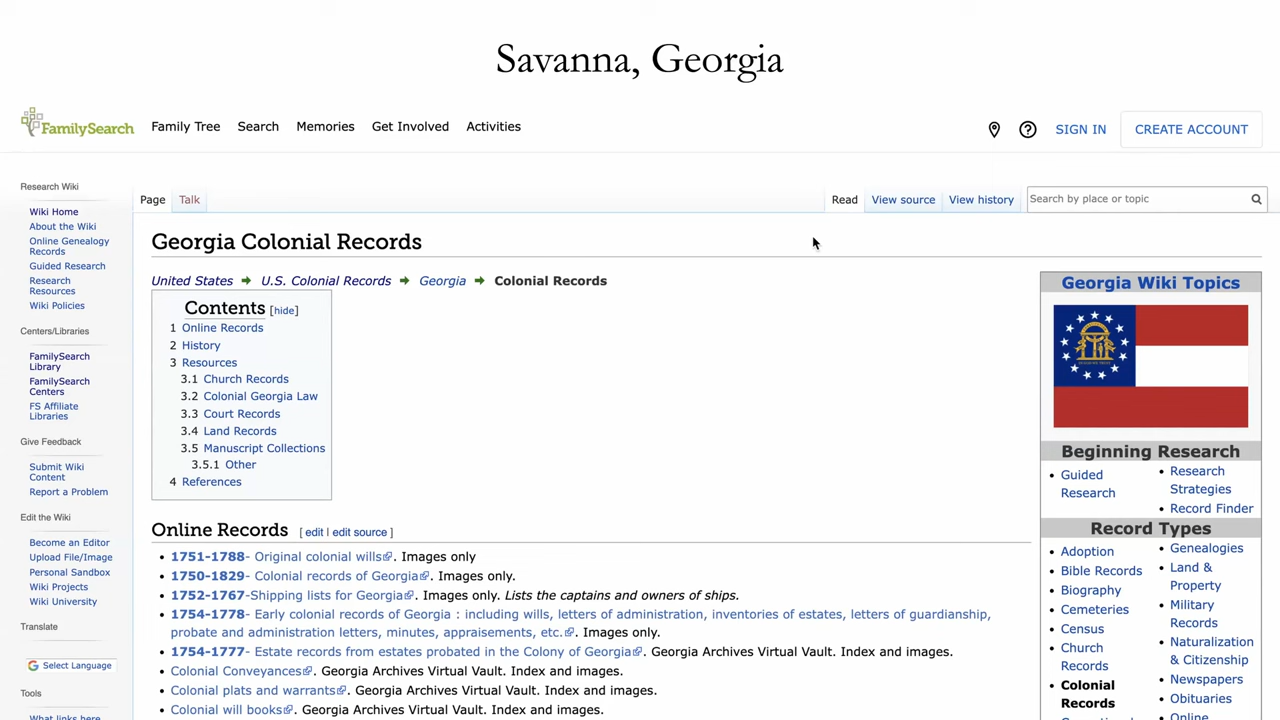 Savanna, Georgia
FamilySearch
Family Tree
Search
Memories
Get Involved
Activities
SIGN IN
CREATE ACCOUNT
Research Wiki
Wiki Home
About the Wiki
Online Genealogy
Records
Guided Research
Research
Resources
Wiki Policies
Centers/Libraries
FamilySearch
Library
FamilySearch
Centers
FS Affiliate
Libraries
Give Feedback
Submit Wiki
Content
Report a Problem
Edit the Wiki
Become an Editor
Upload File/Image
Personal Sandbox
Wiki Projects
Wiki University
Translate
Select Language
Tools
What links here
Page
Talk
Read
View source
View history
Search by place or topic
Georgia Colonial Records
United States
U.S. Colonial Records
Georgia
Colonial Records
Contents [hide]
1 Online Records
2 History
3 Resources
3.1 Church Records
3.2 Colonial Georgia Law
3.3 Court Records
3.4 Land Records
3.5 Manuscript Collections
3.5.1 Other
4 References
Online Records [ edit | edit source ]
• 1751-1788- Original colonial wills. Images only
• 1750-1829- Colonial records of Georgia. Images only.
• 1752-1767-Shipping lists for Georgia. Images only. Lists the captains and owners of ships.
• 1754-1778- Early colonial records of Georgia : including wills, letters of administration, inventories of estates, letters of guardianship,
probate and administration letters, minutes, appraisements, etc.. Images only.
• 1754-1777- Estate records from estates probated in the Colony of Georgia. Georgia Archives Virtual Vault. Index and images.
• Colonial Conveyances. Georgia Archives Virtual Vault. Index and images.
• Colonial plats and warrants. Georgia Archives Virtual Vault. Index and images.
• Colonial will books. Georgia Archives Virtual Vault. Index and images.
Georgia Wiki Topics
Beginning Research
• Guided
Research
• Research
Strategies
• Record Finder
Record Types
• Adoption
• Bible Records
• Biography
• Cemeteries
• Census
• Church
Records
• Colonial
Records
• Genealogies
• Land &
Property
• Military
Records
• Naturalization
& Citizenship
• Newspapers
• Obituaries
• Online